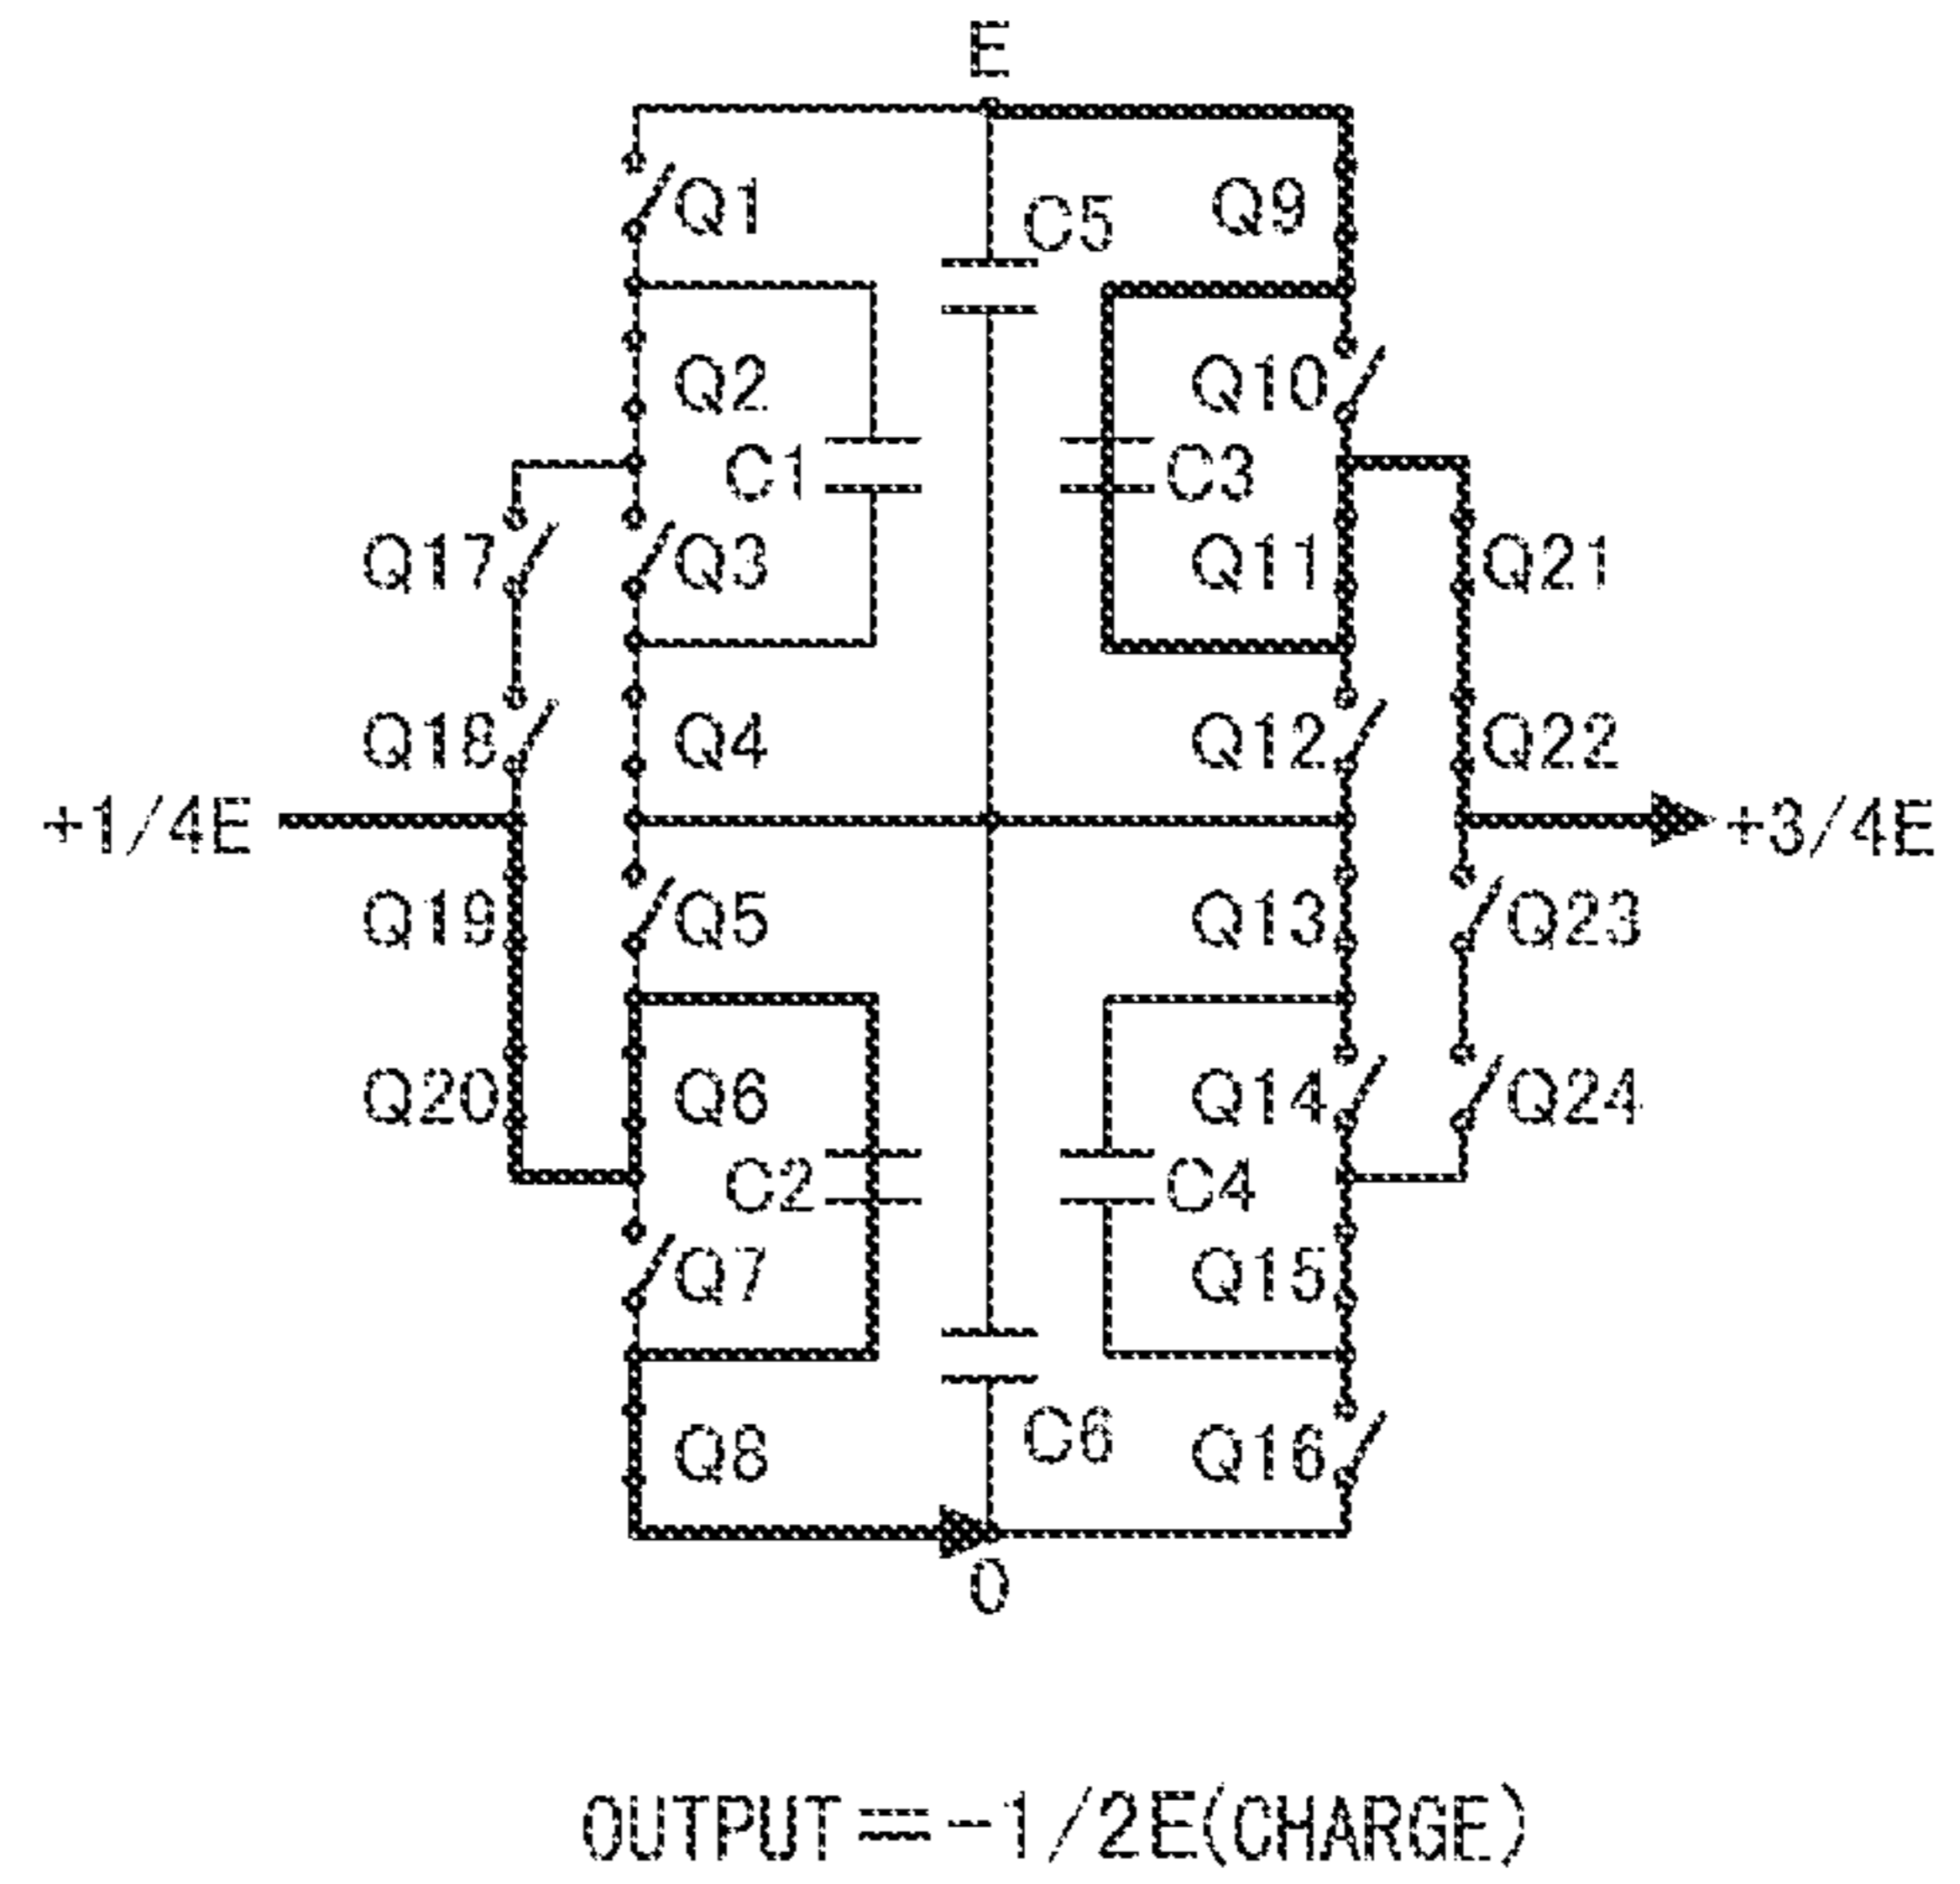 E
Q1
C5
Q9
Q2
Q10
C1
C3
Q17
Q3
Q11
Q21
Q18
Q4
Q12
Q22
+1/4E
+3/4E
Q19
Q5
Q13
Q23
Q20
Q6
Q14
Q24
C2
C4
Q7
Q15
Q8
C6
Q16
0
OUTPUT=-1/2E(CHARGE)